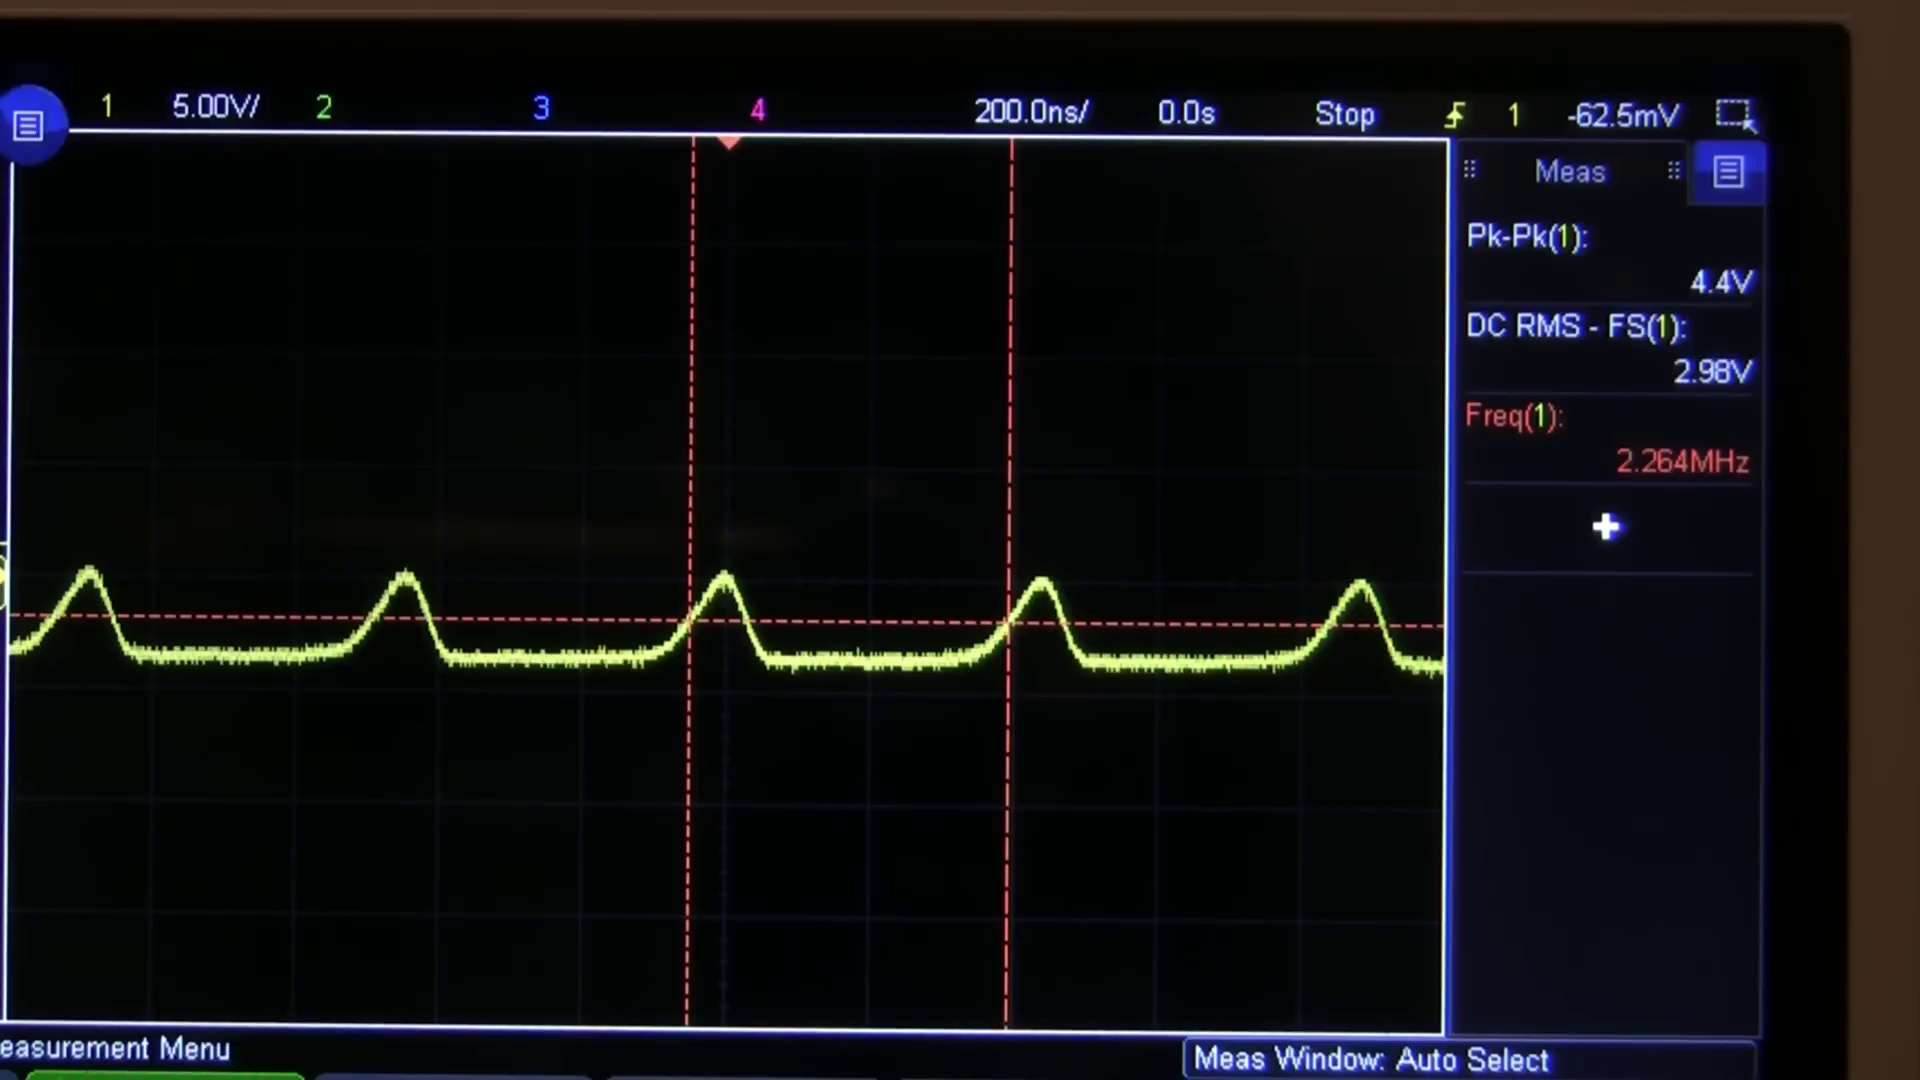 1 5.00V/ 2 3 4 200.0ns/ 0.0s Stop 1 -62.5mV
Meas
Pk-Pk(1):
4.4V
DC RMS - FS(1):
2.98V
Freq(1):
2.264MHz
easurement Menu
Meas Window: Auto Select